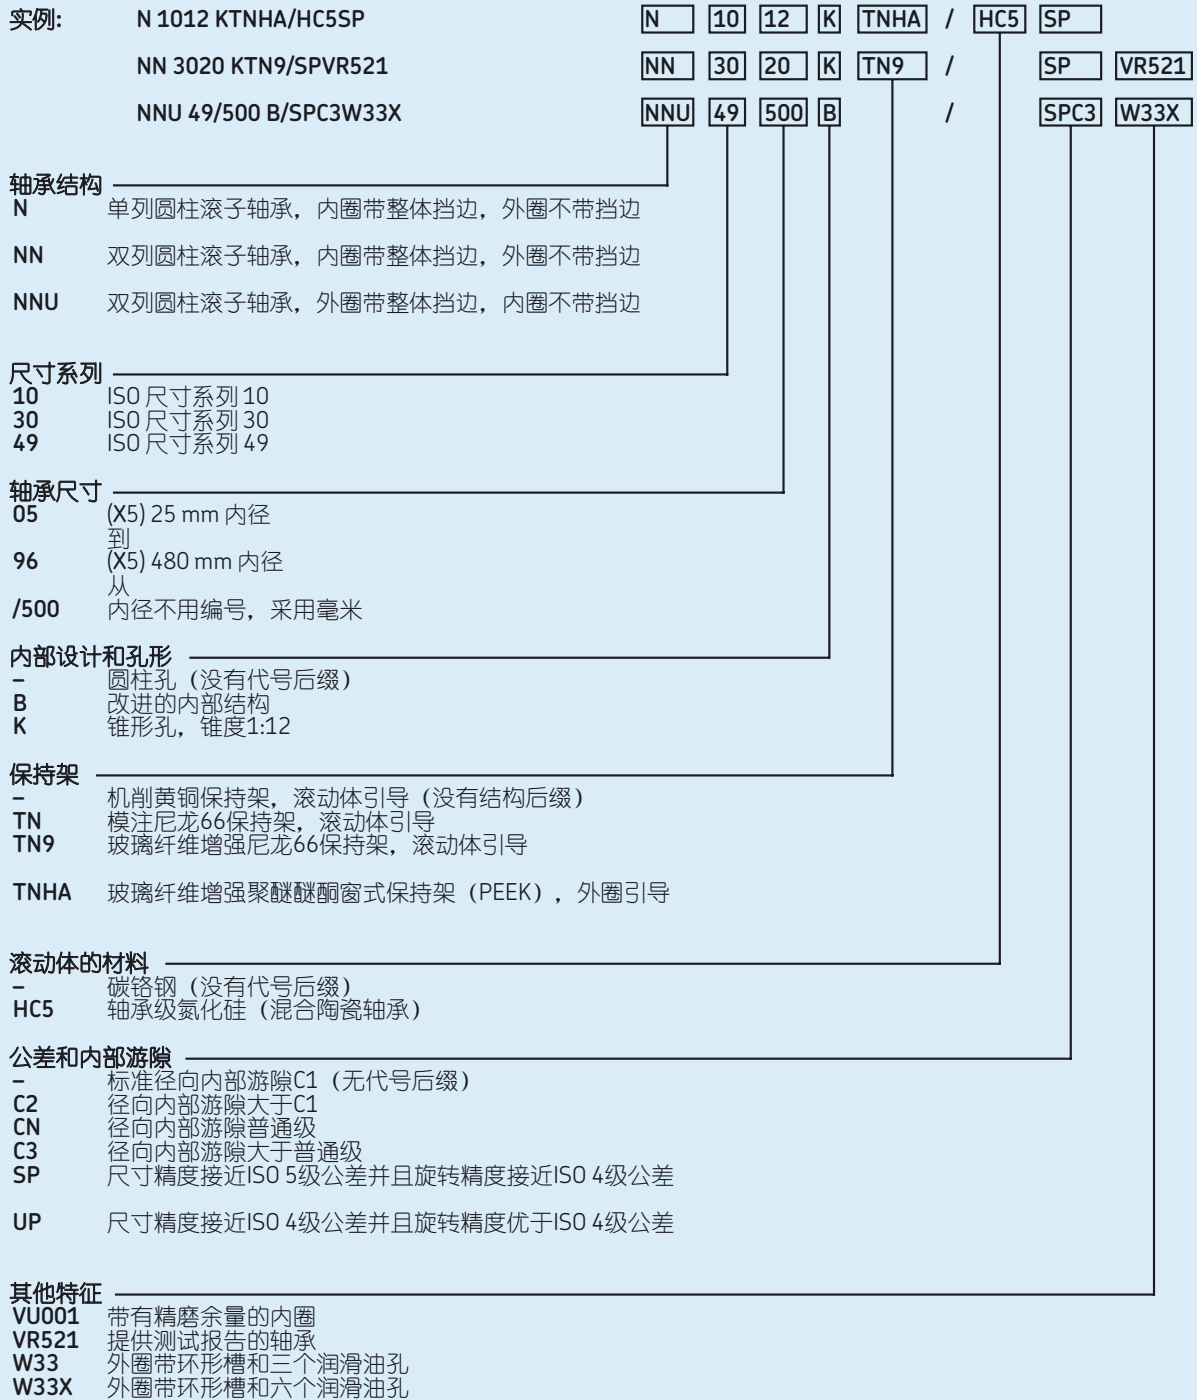 实例: N 1012 KTNHA/HC5SP N 10 12 K TNHA / HC5 SP
NN 3020 KTN9/SPVR521 NN 30 20 K TN9 / SP VR521
NNU 49/500 B/SPC3W33X NNU 49 500 B / SPC3 W33X
轴承结构
N 单列圆柱滚子轴承，内圈带整体挡边，外圈不带挡边
NN 双列圆柱滚子轴承，内圈带整体挡边，外圈不带挡边
NNU 双列圆柱滚子轴承，外圈带整体挡边，内圈不带挡边
尺寸系列
10 ISO 尺寸系列 10
30 ISO 尺寸系列 30
49 ISO 尺寸系列 49
轴承尺寸
05 (X5) 25 mm 内径
到
96 (X5) 480 mm 内径
从
/500 内径不用编号，采用毫米
内部设计和孔形
– 圆柱孔（没有代号后缀）
B 改进的内部结构
K 锥形孔，锥度1:12
保持架
– 机削黄铜保持架，滚动体引导（没有结构后缀）
TN 模注尼龙66保持架，滚动体引导
TN9 玻璃纤维增强尼龙66保持架，滚动体引导
TNHA 玻璃纤维增强聚醚醚酮窗式保持架（PEEK），外圈引导
滚动体的材料
– 碳铬钢（没有代号后缀）
HC5 轴承级氮化硅（混合陶瓷轴承）
公差和内部游隙
– 标准径向内部游隙C1（无代号后缀）
C2 径向内部游隙大于C1
CN 径向内部游隙普通级
C3 径向内部游隙大于普通级
SP 尺寸精度接近ISO 5级公差并且旋转精度接近ISO 4级公差
UP 尺寸精度接近ISO 4级公差并且旋转精度优于ISO 4级公差
其他特征
VU001 带有精磨余量的内圈
VR521 提供测试报告的轴承
W33 外圈带环形槽和三个润滑油孔
W33X 外圈带环形槽和六个润滑油孔